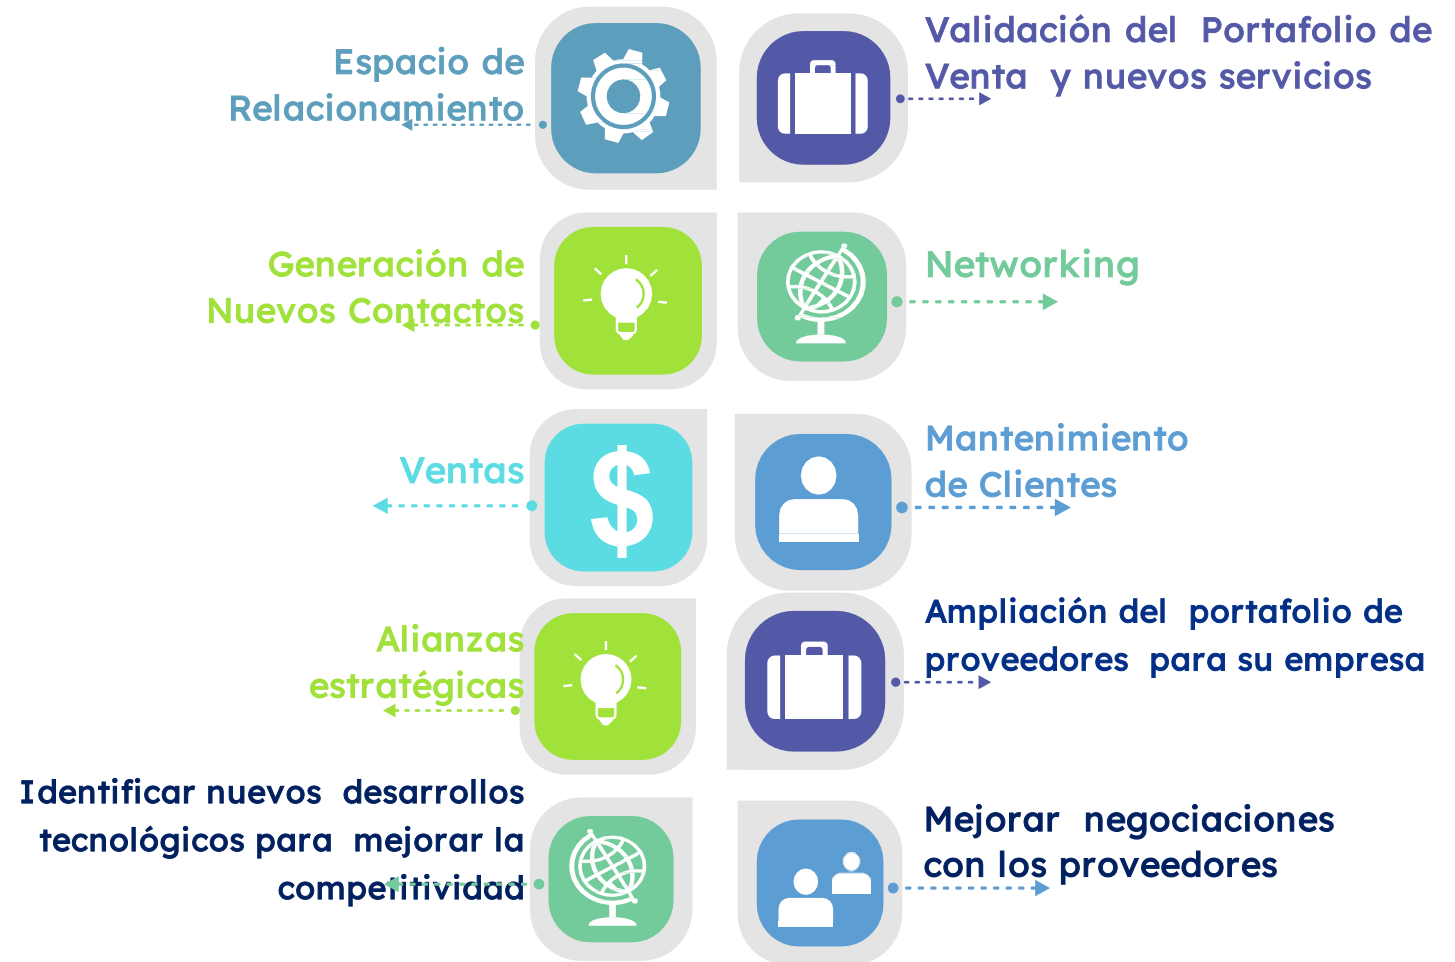 Espacio de
Relacionamiento
Validación del Portafolio de
Venta y nuevos servicios
Generación de
Nuevos Contactos
Networking
Ventas
Mantenimiento
de Clientes
Alianzas
estratégicas
Ampliación del portafolio de
proveedores para su empresa
Identificar nuevos desarrollos
tecnológicos para mejorar la
competitividad
Mejorar negociaciones
con los proveedores